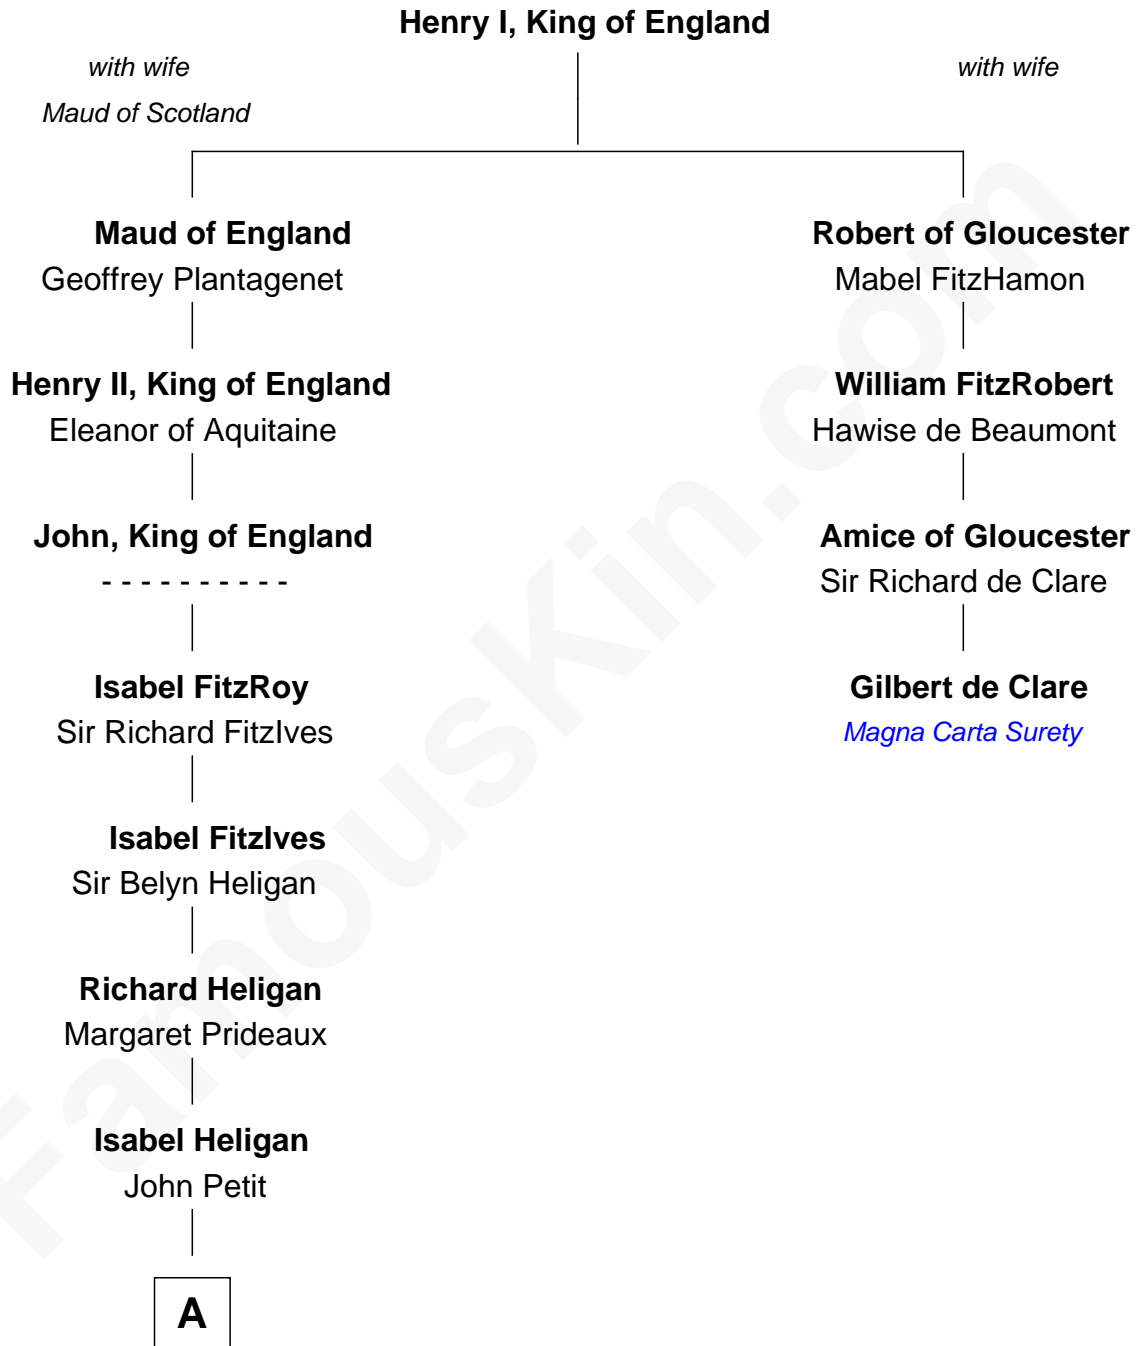 Henry I, King of England
with wife
Maud of Scotland
with wife
Maud of England
Geoffrey Plantagenet
Henry II, King of England
Eleanor of Aquitaine
John, King of England
- - - - - - - - - -
Isabel FitzRoy
Sir Richard FitzIves
Isabel FitzIves
Sir Belyn Heligan
Richard Heligan
Margaret Prideaux
Isabel Heligan
John Petit
A
Robert of Gloucester
Mabel FitzHamon
William FitzRobert
Hawise de Beaumont
Amice of Gloucester
Sir Richard de Clare
Gilbert de Clare
Magna Carta Surety
FamousKin.com